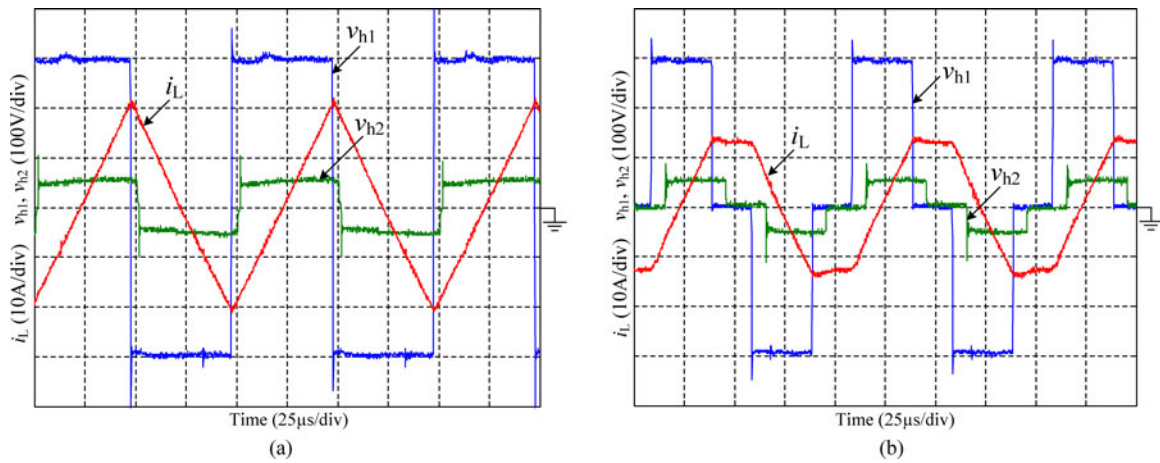 v_h1
i_L
v_h2
i_L (10A/div)   v_h1, v_h2 (100V/div)
Time (25μs/div)
(a)
v_h1
i_L
v_h2
i_L (10A/div)   v_h1, v_h2 (100V/div)
Time (25μs/div)
(b)